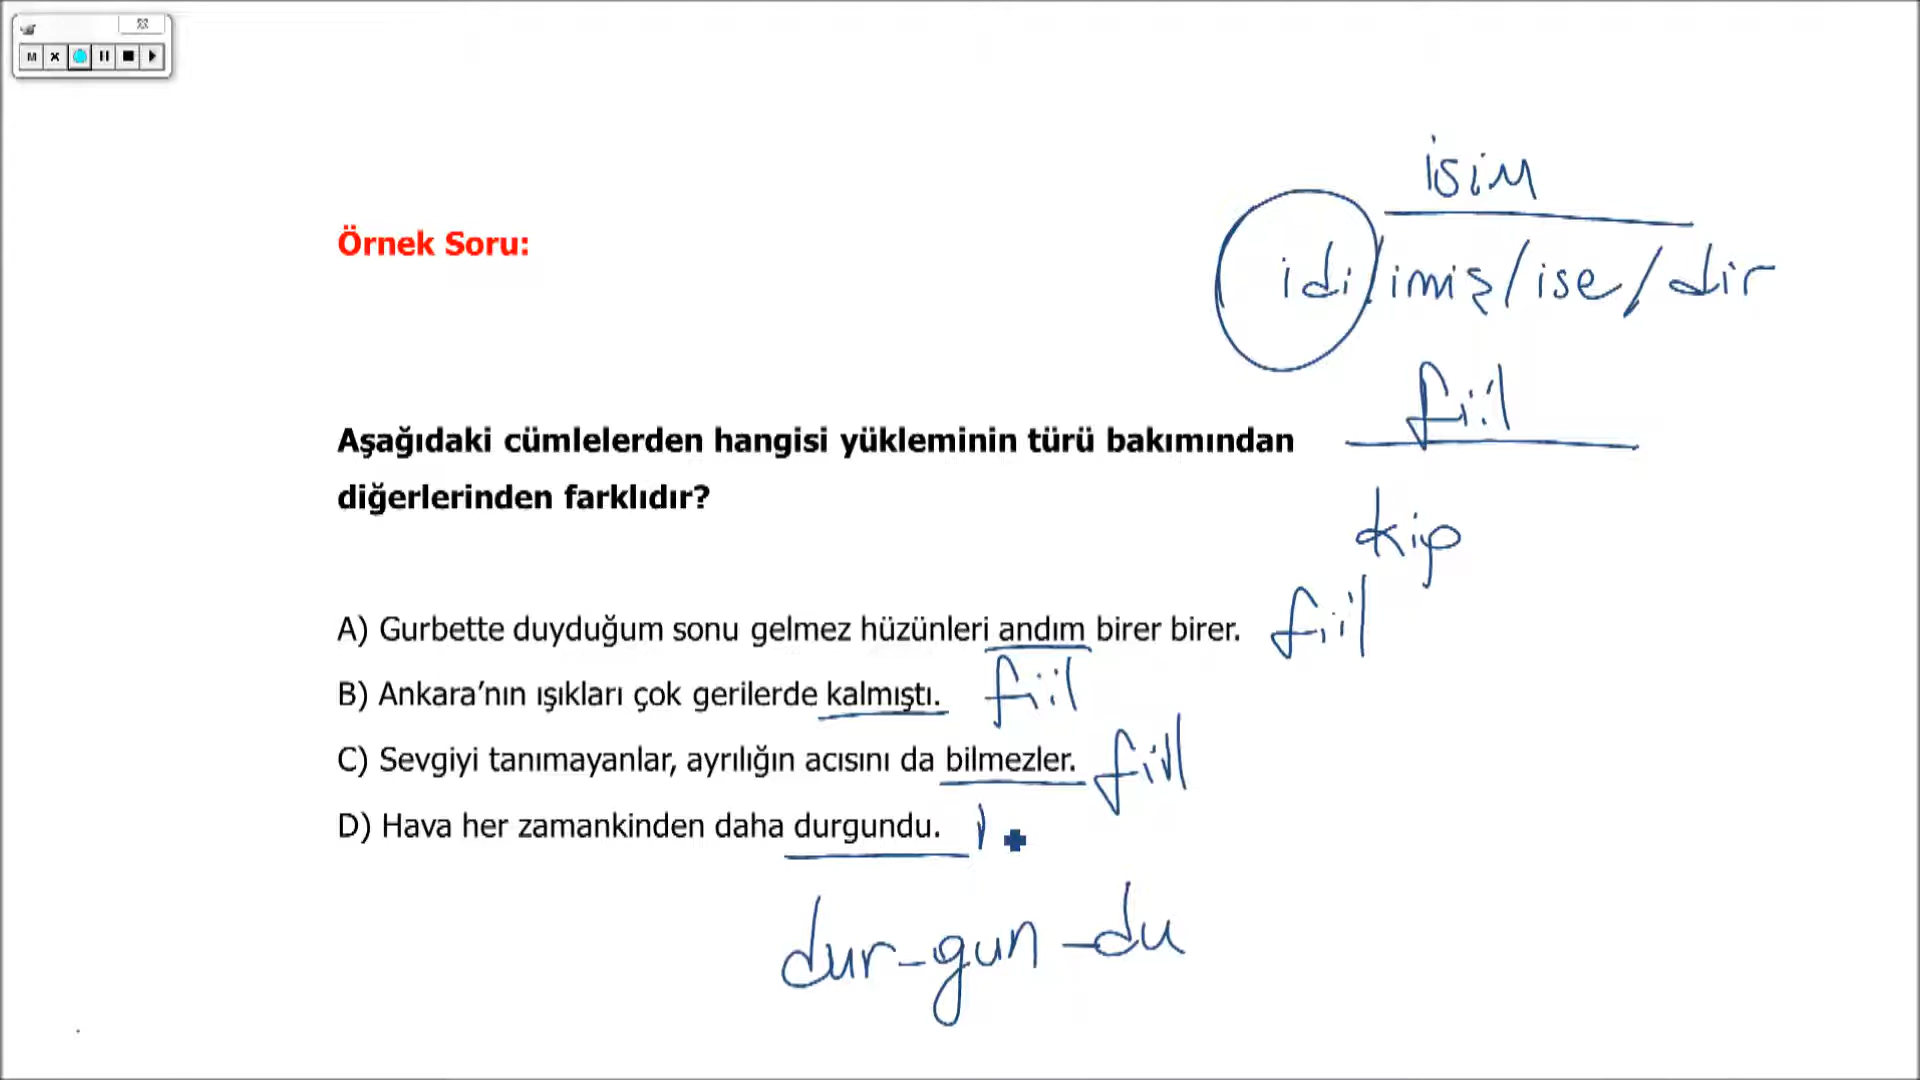 M
isim
Örnek Soru:
idi/imiş/ise/dir
fiil
Aşağıdaki cümlelerden hangisi yükleminin türü bakımından
diğerlerinden farklıdır?
kip
A) Gurbette duyduğum sonu gelmez hüzünleri andım birer birer. fiil
B) Ankara’nın ışıkları çok gerilerde kalmıştı. fiil
C) Sevgiyi tanımayanlar, ayrılığın acısını da bilmezler. fiil
D) Hava her zamankinden daha durgundu.
dur-gun-du